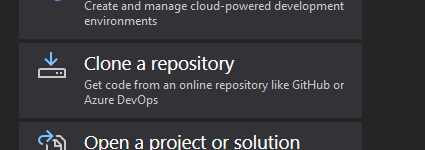 Create and manage cloud-powered development
environments
Clone a repository
Get code from an online repository like GitHub or
Azure DevOps
Open a project or solution